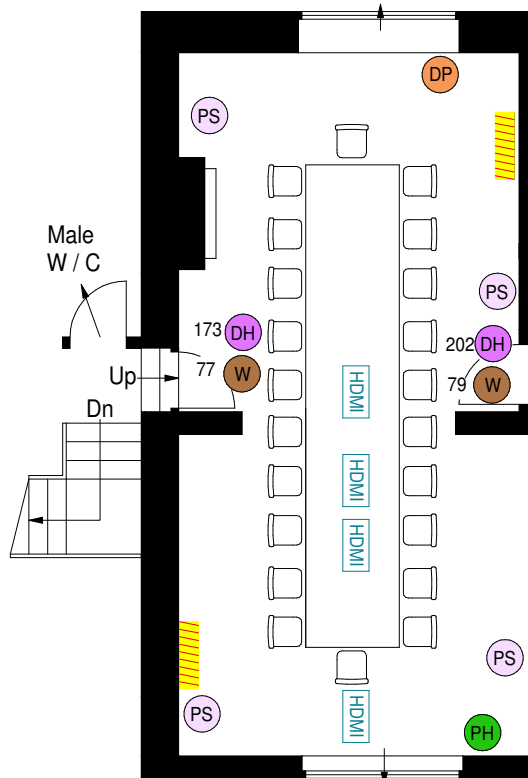 DP
PS
Male
W / C
PS
173 DH
202 DH
Up
77 W
HDMI
79 W
Dn
HDMI
HDMI
PS
PS
HDMI
PH